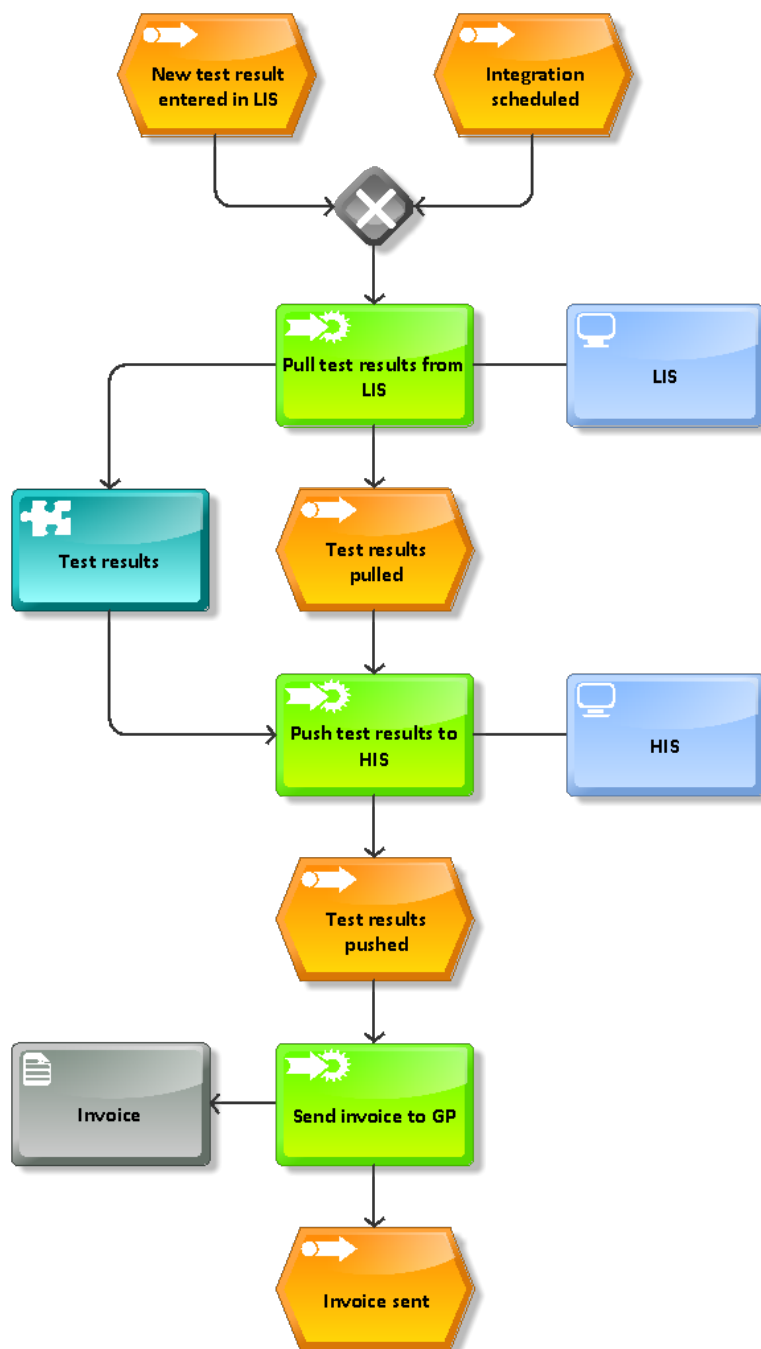 New test result
entered in LIS
Integration
scheduled
Pull test results from
LIS
LIS
Test results
Test results
pulled
Push test results to
HIS
HIS
Test results
pushed
Invoice
Send invoice to GP
Invoice sent